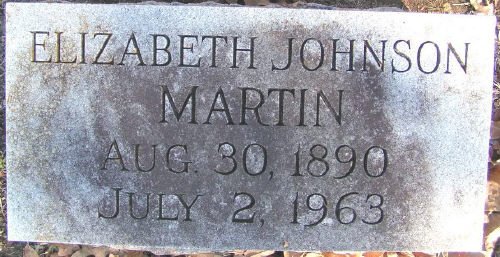 ELIZABETH JOHNSON
MARTIN
AUG. 30, 1890
JULY 2, 1963